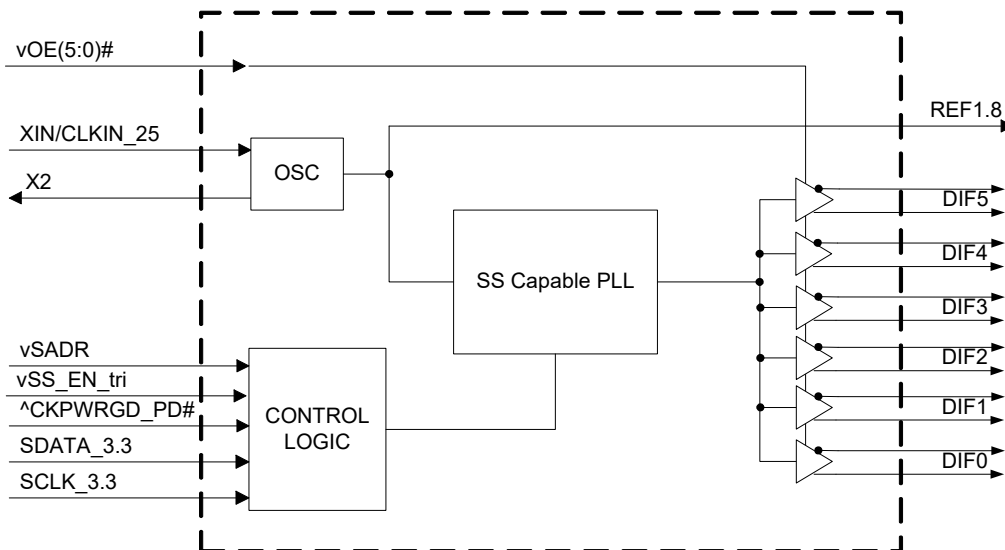 vOE(5:0)#
REF1.8
XIN/CLKIN_25
OSC
X2
DIF5
DIF4
SS Capable PLL
DIF3
vSADR
DIF2
vSS_EN_tri
^CKPWRGD_PD#
CONTROL
LOGIC
DIF1
SDATA_3.3
DIF0
SCLK_3.3